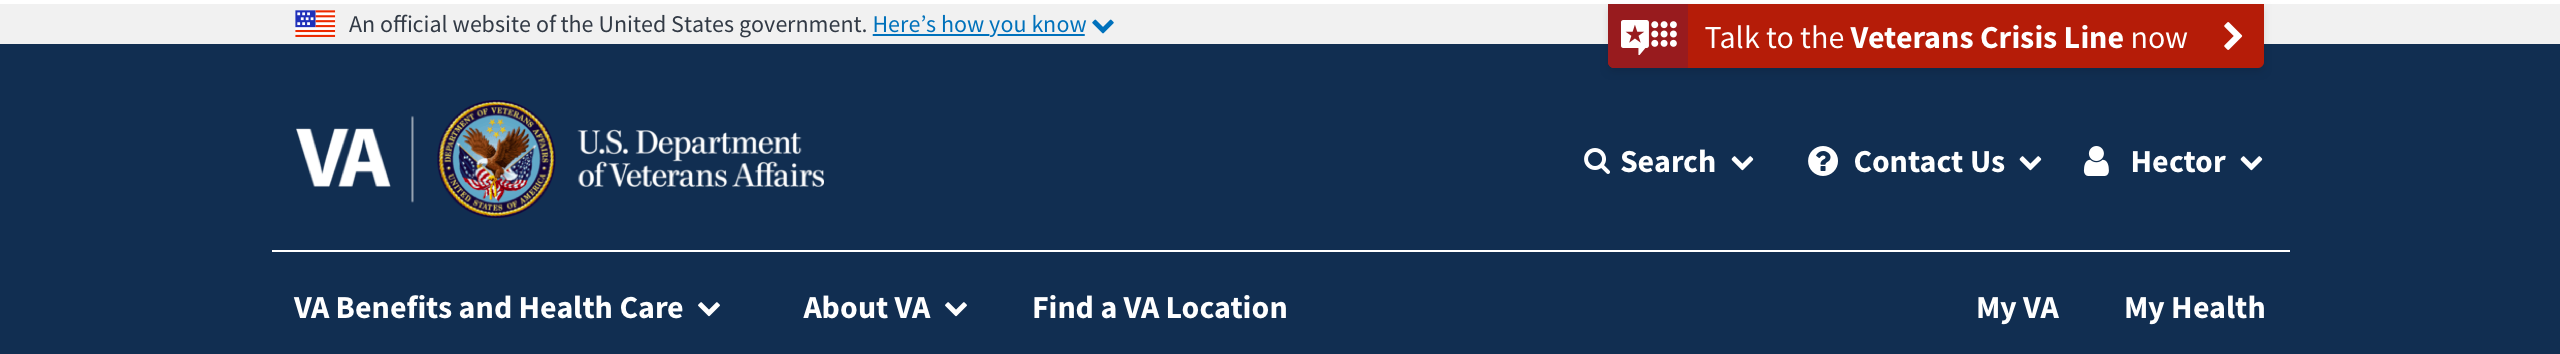 An official website of the United States government. Here’s how you know
Talk to the Veterans Crisis Line now
VA
DEPARTMENT OF VETERANS AFFAIRS
UNITED STATES OF AMERICA
U.S. Department
of Veterans Affairs
Search
Contact Us
Hector
VA Benefits and Health Care
About VA
Find a VA Location
My VA
My Health